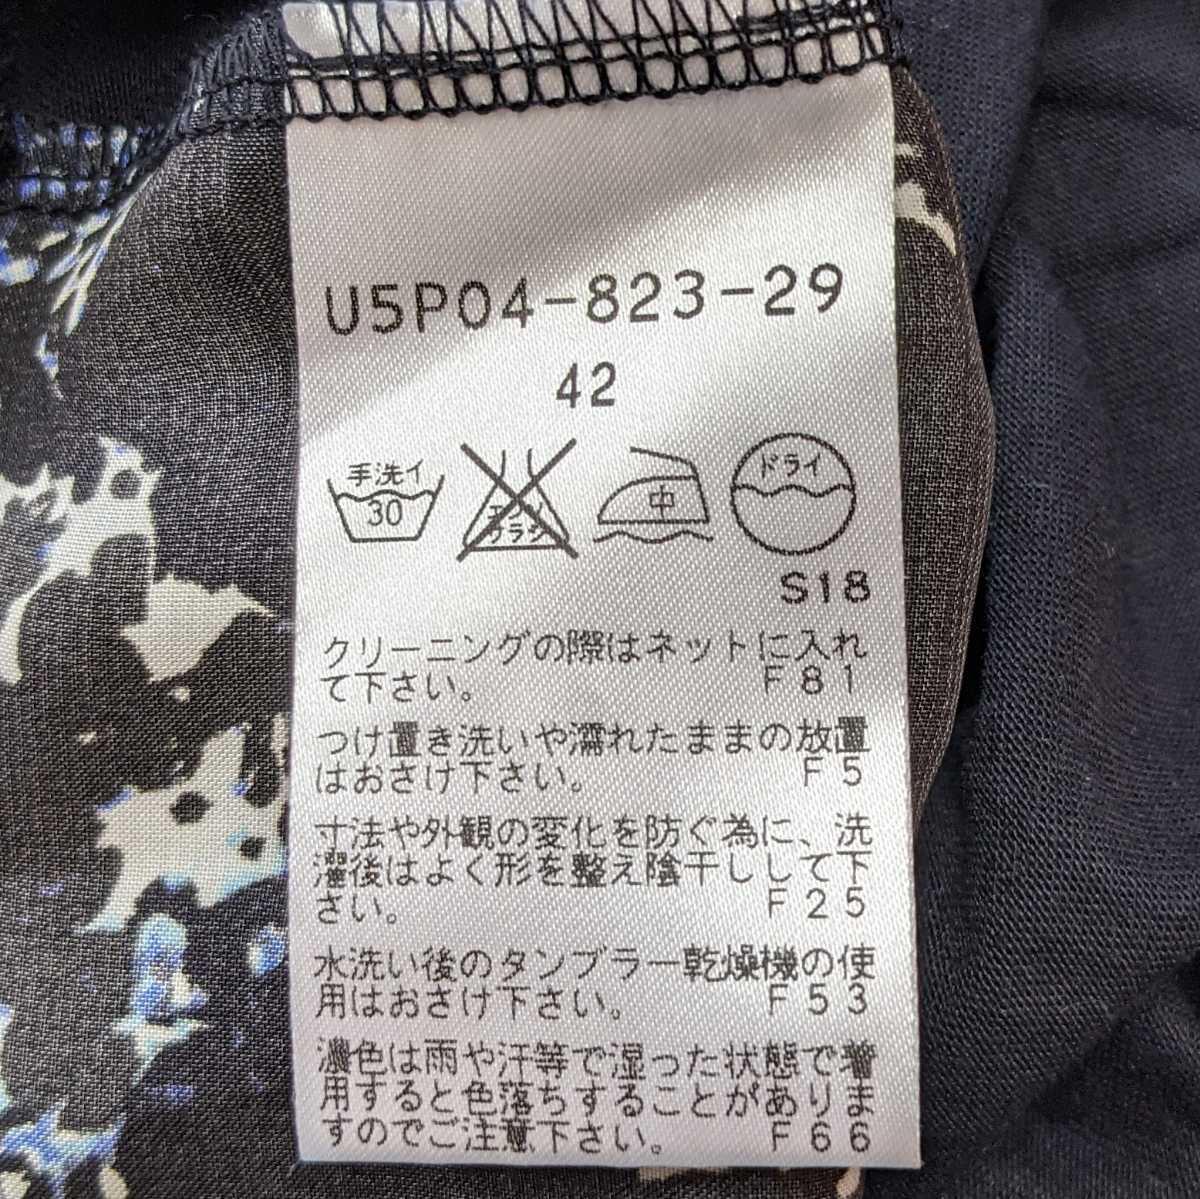 U5P04-823-29
42
手洗イ
30
エンソ
サラシ
中
ドライ
S18
クリーニングの際はネットに入れ
て下さい。 F81
つけ置き洗いや濡れたままの放置
はおさけ下さい。 F5
寸法や外観の変化を防ぐ為に、洗
濯後はよく形を整え陰干しして下
さい。 F25
水洗い後のタンブラー乾燥機の使
用はおさけ下さい。 F53
濃色は雨や汗等で湿った状態で着
用すると色落ちすることがありま
すのでご注意下さい。 F66